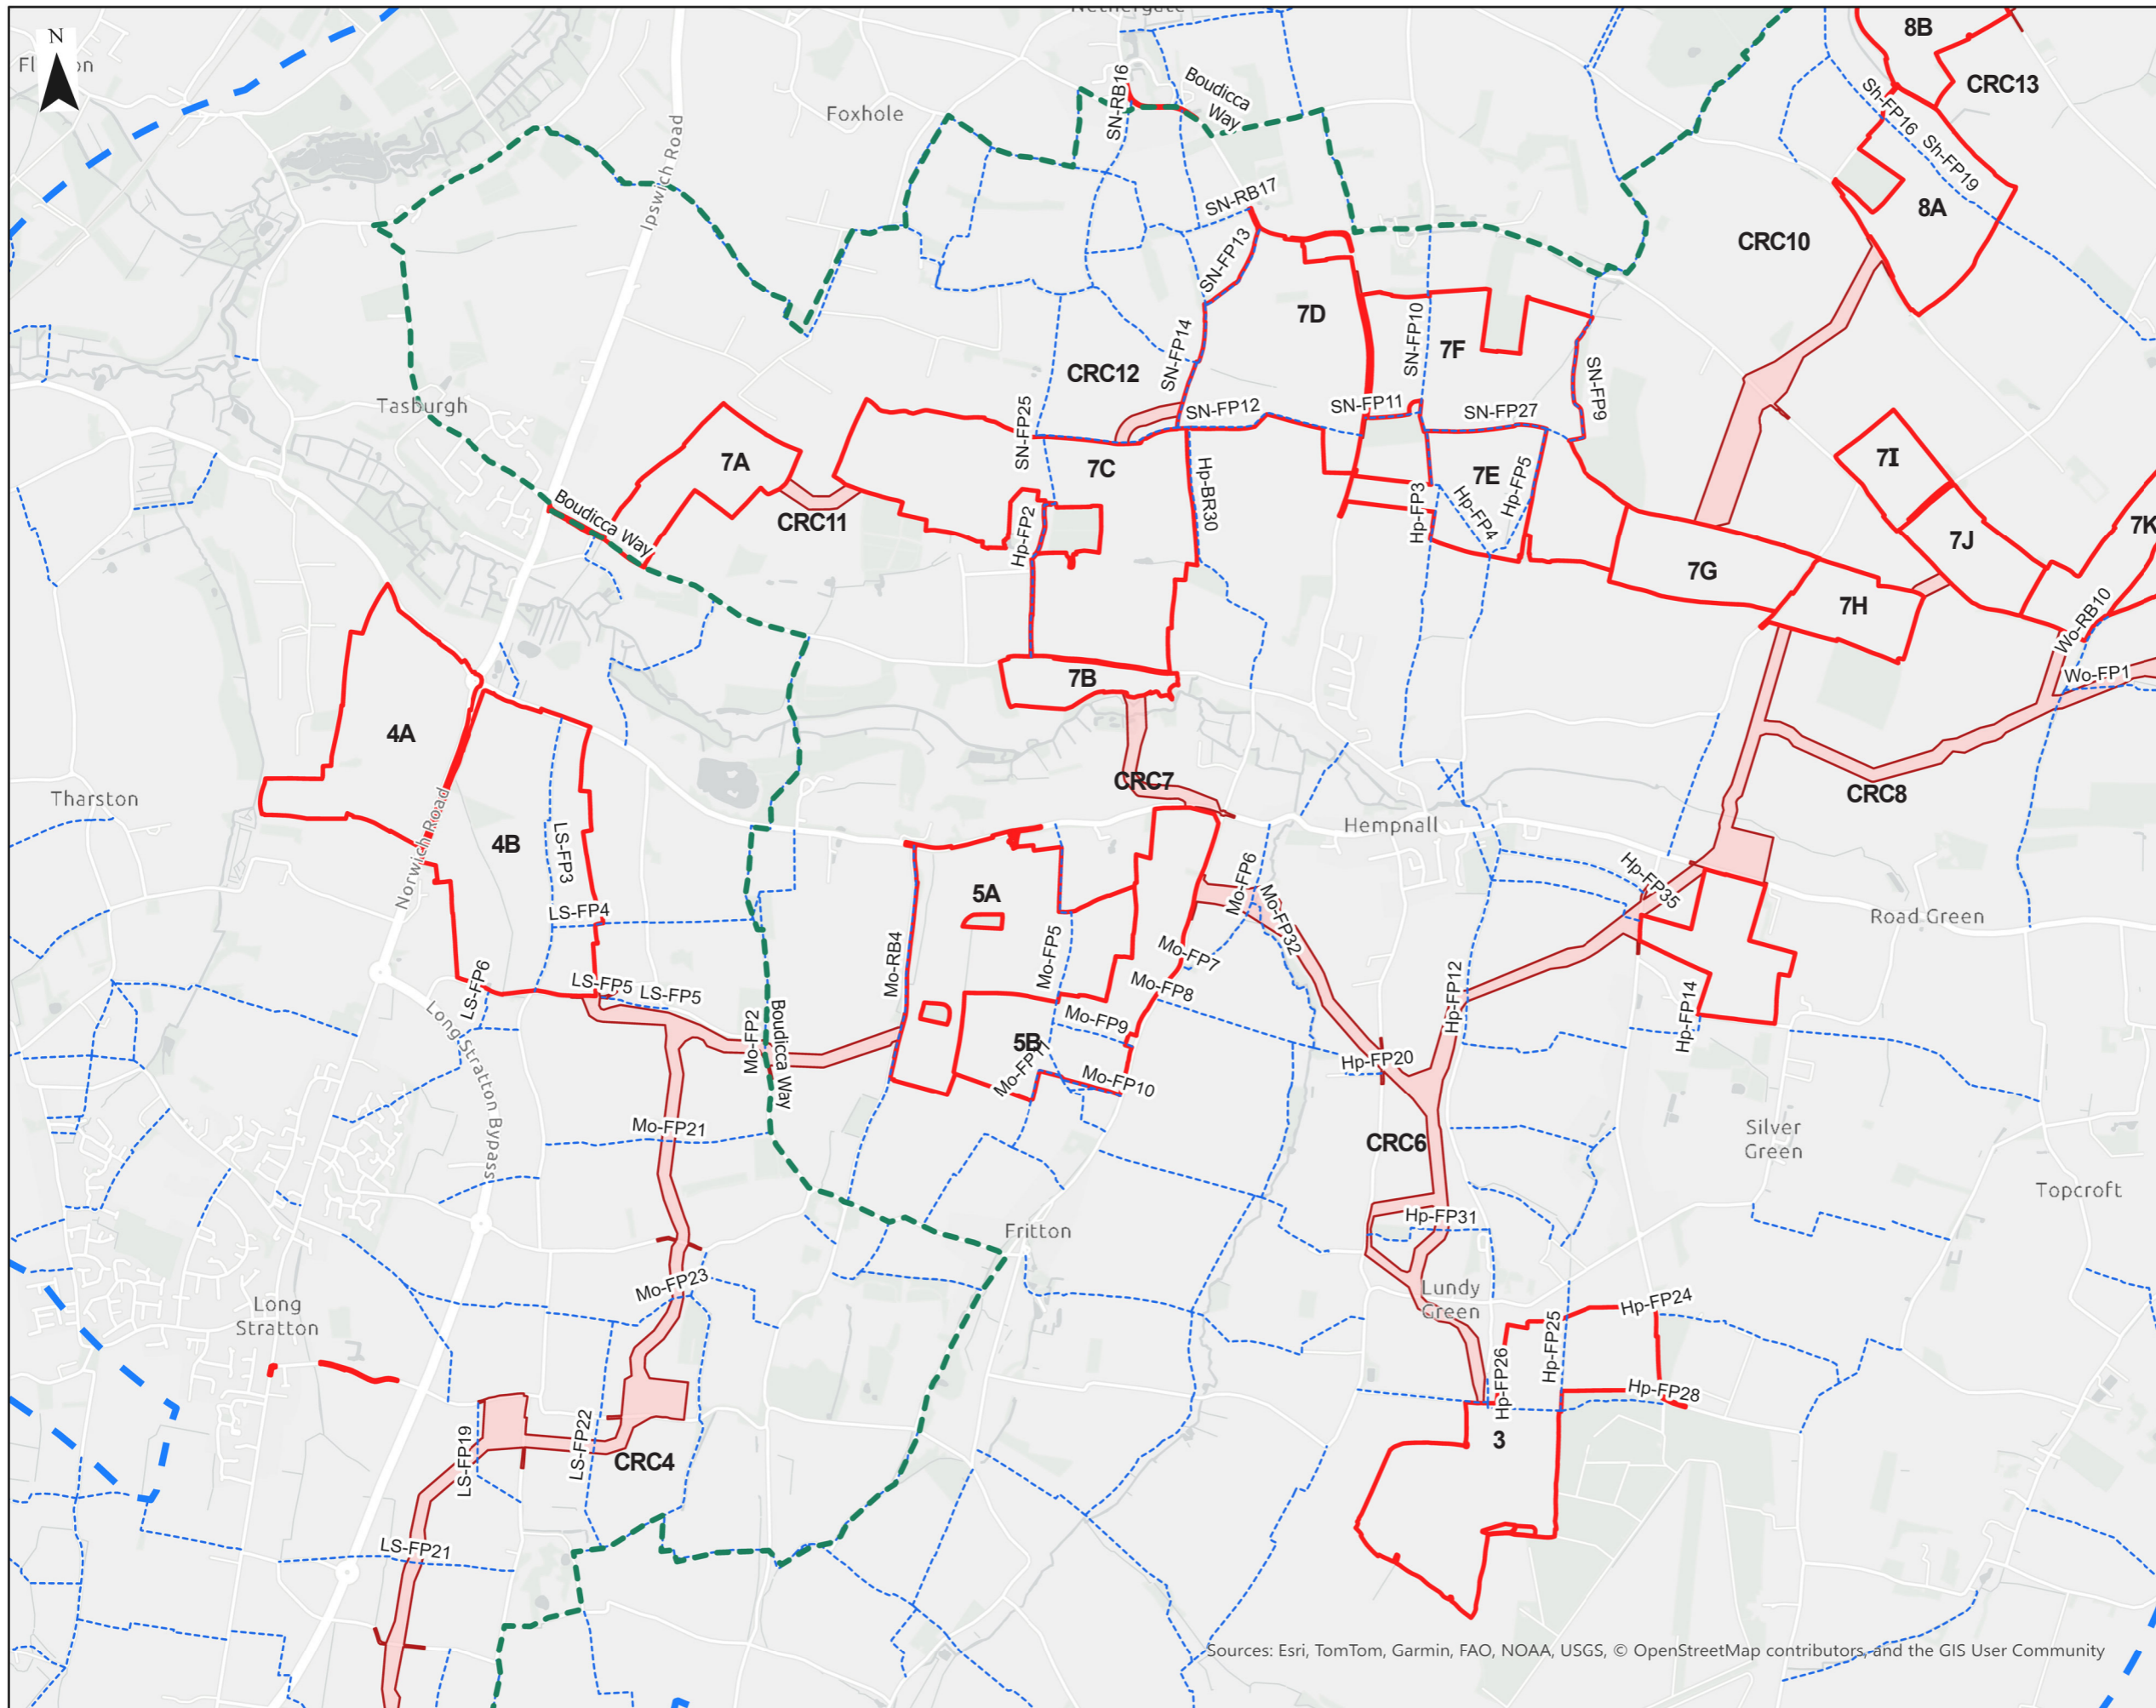 Nethergate
N
8B
CRC13
Foxhole
SN-RB16
Boudicca
Way
Sh-FP16
Sh-FP19
8A
Ipswich Road
SN-RB17
SN-FP13
CRC10
7D
SN-FP10
7F
SN-FP14
CRC12
SN-FP9
Tasburgh
SN-FP25
SN-FP12
SN-FP11
SN-FP27
7A
7C
Hp-BR30
7E
Hp-FP5
Hp-FP4
Hp-FP3
7I
7J
7K
CRC11
Boudicca Way
Hp-FP2
7G
7H
Wo-RB10
Wo-FP1
7B
4A
CRC7
CRC8
Tharston
Norwich Road
4B
LS-FP3
Hempnall
Mo-FP6
Hp-FP35
LS-FP4
5A
Mo-FP32
Road Green
Mo-RB4
Mo-FP5
Mo-FP7
Mo-FP8
LS-FP6
LS-FP5
LS-FP5
Hp-FP12
Hp-FP14
Long Stratton Bypass
Mo-FP2
Boudicca Way
Mo-FP9
5B
Mo-FP11
Mo-FP10
Hp-FP20
Mo-FP21
CRC6
Silver
Green
Topcroft
Hp-FP31
Fritton
Mo-FP23
Lundy
Green
Long
Stratton
Hp-FP24
Hp-FP25
Hp-FP26
Hp-FP28
LS-FP19
LS-FP22
CRC4
3
LS-FP21
Sources: Esri, TomTom, Garmin, FAO, NOAA, USGS, © OpenStreetMap contributors, and the GIS User Community